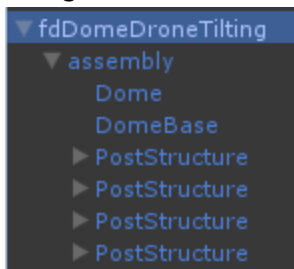 fdDomeDroneTilting
assembly
Dome
DomeBase
PostStructure
PostStructure
PostStructure
PostStructure